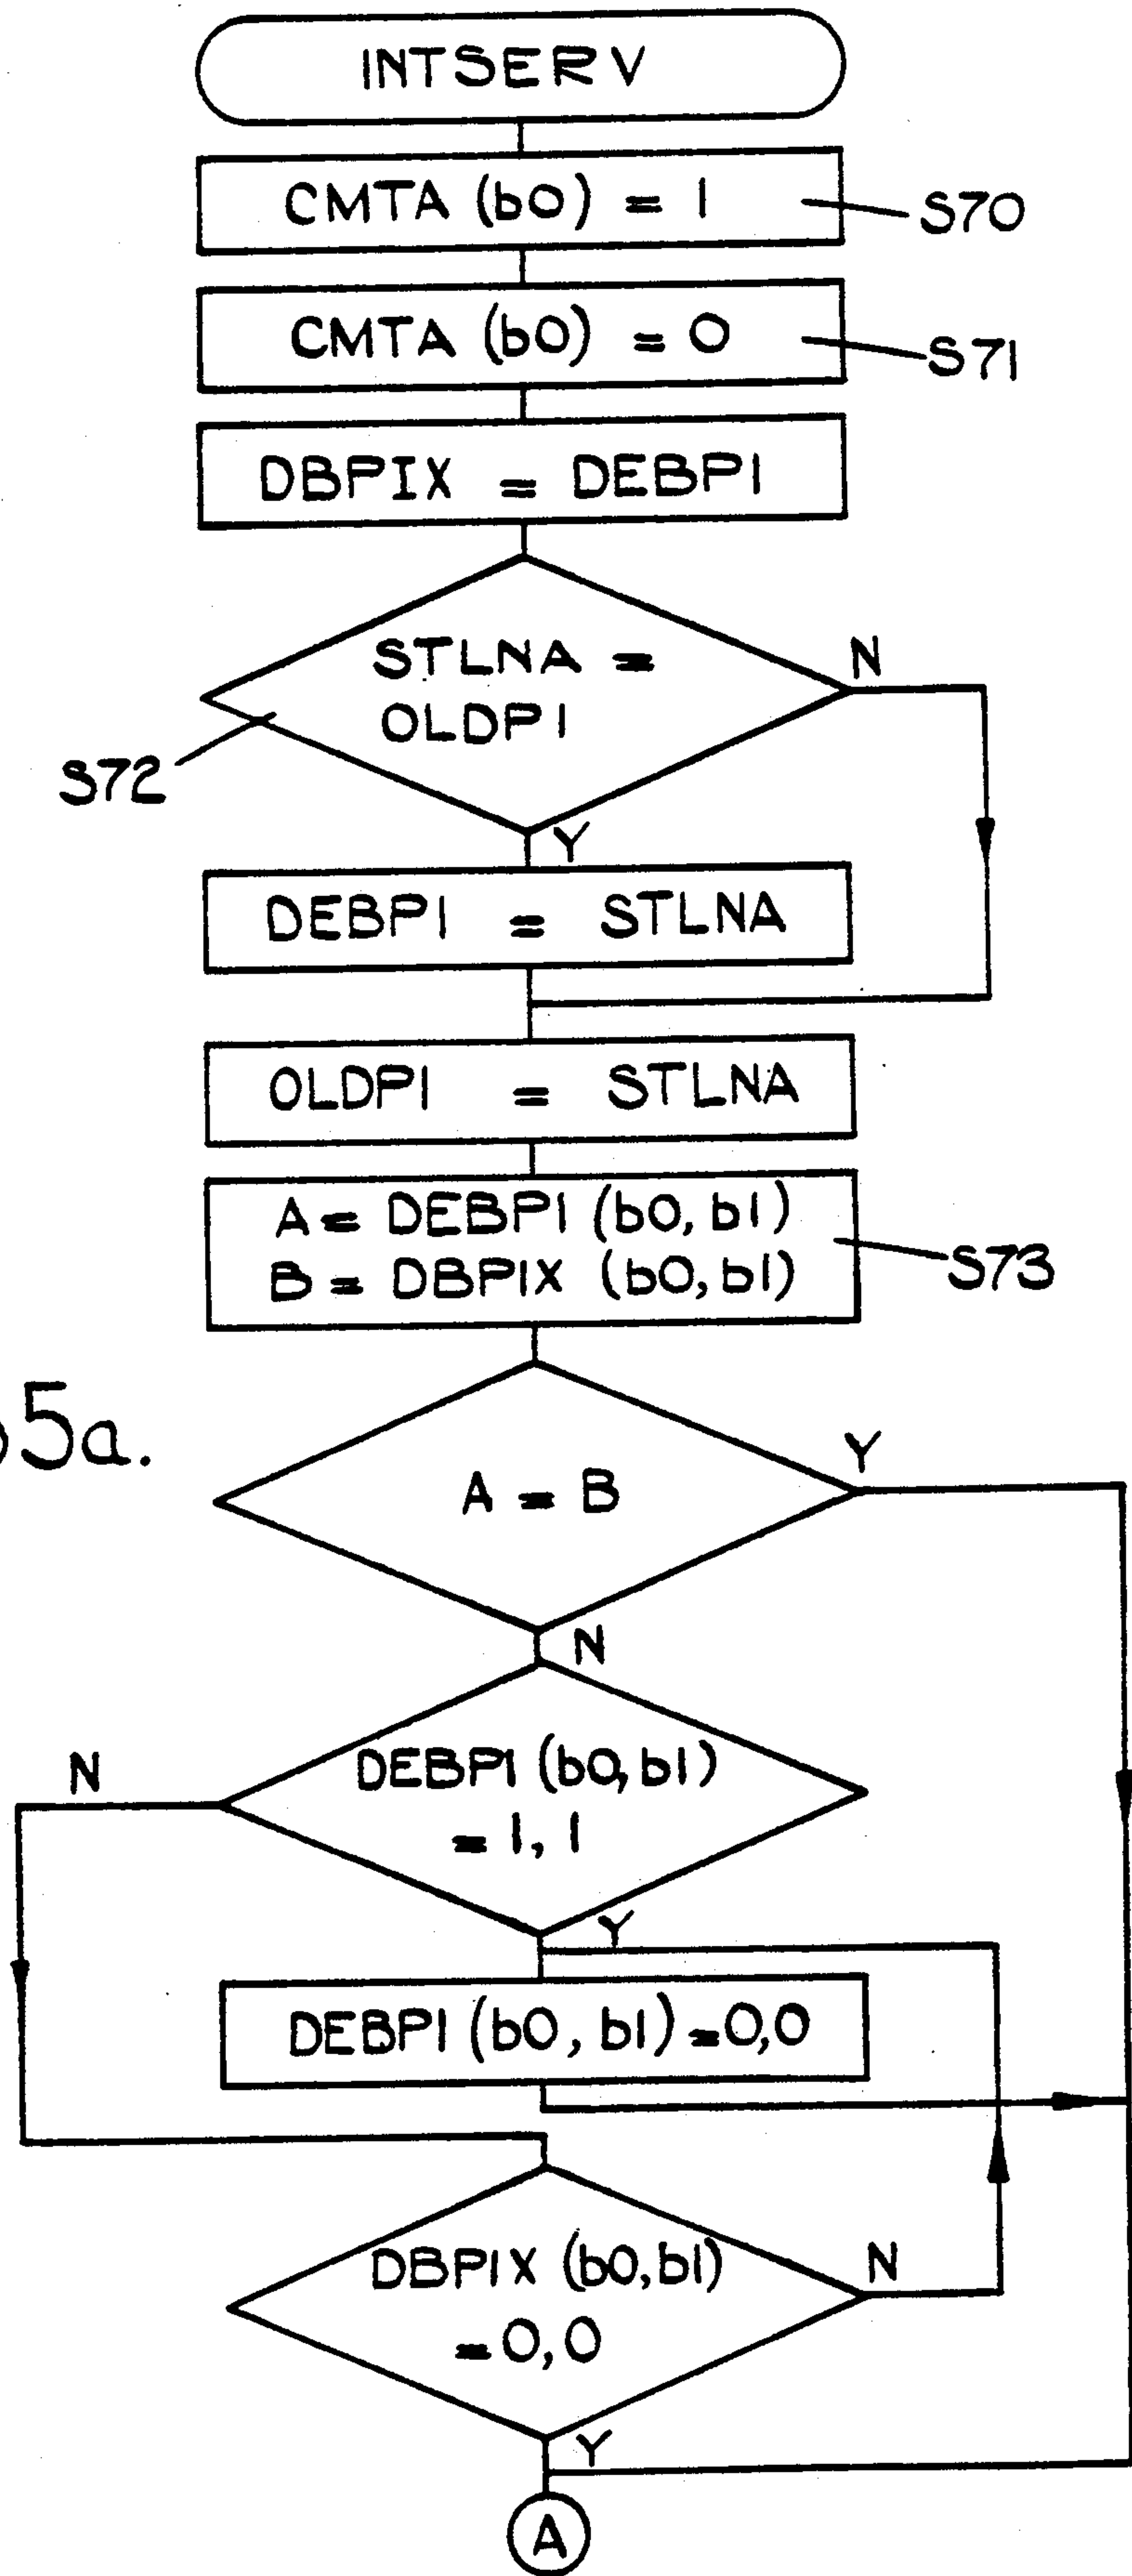 INTSERV
CMTA (b0) = 1
S70
CMTA (b0) = 0
S71
DBPIX = DEBPI
STLNA =
OLDPI
N
S72
Y
DEBPI = STLNA
OLDPI = STLNA
A = DEBPI (b0, b1)
B = DBPIX (b0, b1)
S73
5a.
A = B
Y
N
DEBPI (b0, b1)
= 1, 1
N
Y
DEBPI (b0, b1) = 0,0
DBPIX (b0, b1)
= 0, 0
N
Y
A